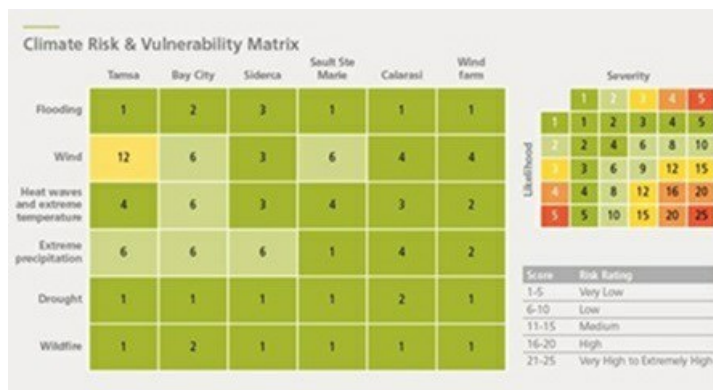 Climate Risk & Vulnerability Matrix
Tamsa Bay City Siderca Sault Ste Marie Calarasi Wind farm
Flooding 1 2 3 1 1 1
Wind 12 6 3 6 4 4
Heat waves and extreme temperature 4 6 3 4 3 2
Extreme precipitation 6 6 6 1 4 2
Drought 1 1 1 1 2 1
Wildfire 1 2 1 1 1 1
Severity
1 2 3 4 5
Likelihood
1 1 2 3 4 5
2 2 4 6 8 10
3 3 6 9 12 15
4 4 8 12 16 20
5 5 10 15 20 25
Score Risk Rating
1-5 Very Low
6-10 Low
11-15 Medium
16-20 High
21-25 Very High to Extremely High